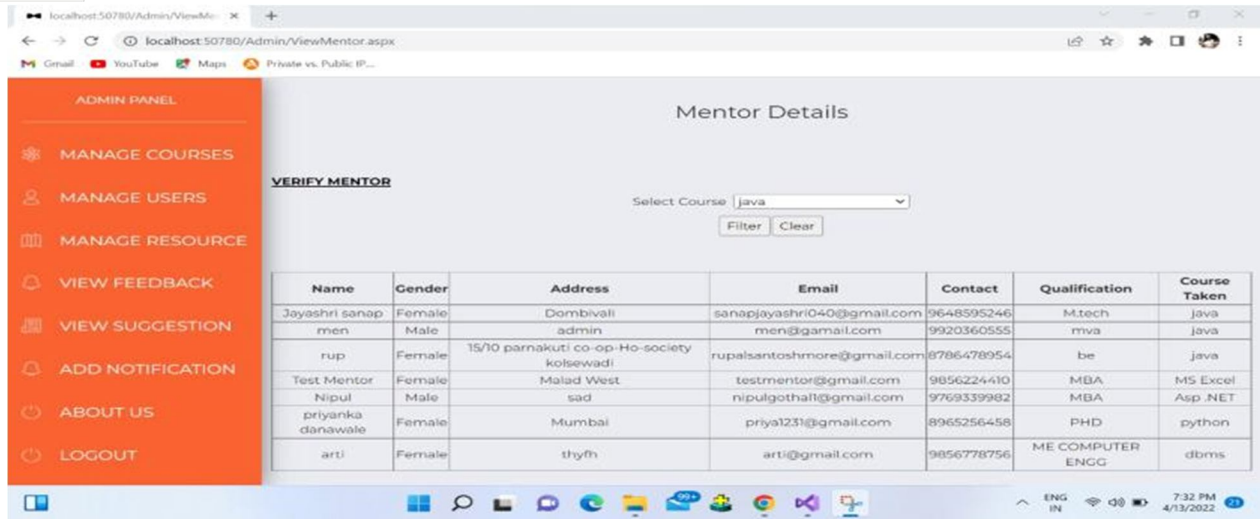 localhost:50780/Admin/ViewMe
localhost:50780/Admin/ViewMentor.aspx
Gmail YouTube Maps Private vs. Public IP...
ADMIN PANEL
MANAGE COURSES
MANAGE USERS
MANAGE RESOURCE
VIEW FEEDBACK
VIEW SUGGESTION
ADD NOTIFICATION
ABOUT US
LOGOUT
Mentor Details
VERIFY MENTOR
Select Course java
Filter Clear
Name Gender Address Email Contact Qualification Course Taken
Jayashri sanap Female Dombivali sanapjayashri040@gmail.com 9648595246 M.tech java
men Male admin men@gamail.com 9920360555 mva java
rup Female 15/10 parnakuti co-op-Ho-society kolsewadi rupalsantoshmore@gmail.com 8786478954 be java
Test Mentor Female Malad West testmentor@gmail.com 9856224410 MBA MS Excel
Nipul Male sad nipulgothal1@gmail.com 9769339982 MBA Asp .NET
priyanka danawale Female Mumbai priya1231@gmail.com 8965256458 PHD python
arti Female thyfh arti@gmail.com 9856778756 ME COMPUTER ENGG dbms
99+
ENG
IN
7:32 PM
4/13/2022
21